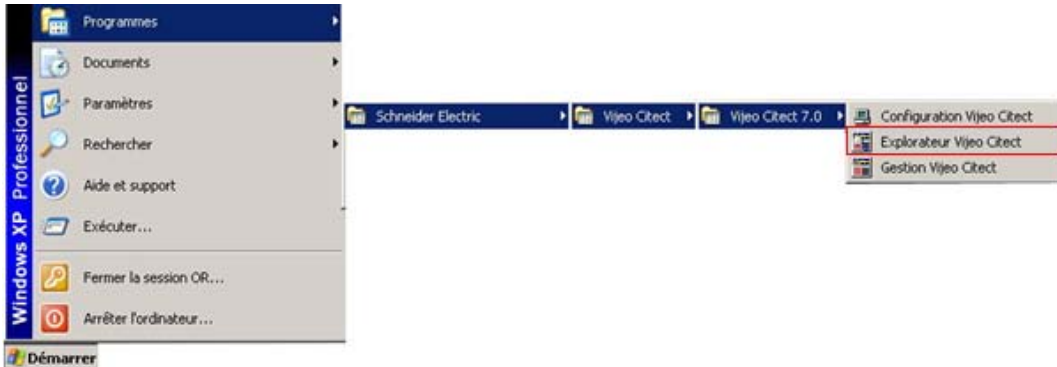 Programmes
Documents
Paramètres
Rechercher
Aide et support
Exécuter...
Fermer la session OR...
Arrêter l'ordinateur...
Windows XP Professionnel
Démarrer
Schneider Electric
Vijeo Citect
Vijeo Citect 7.0
Configuration Vijeo Citect
Explorateur Vijeo Citect
Gestion Vijeo Citect